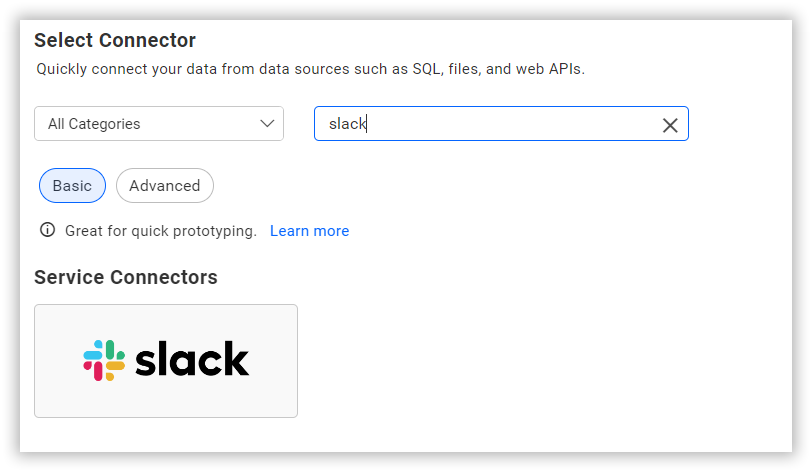 Select Connector
Quickly connect your data from data sources such as SQL, files, and web APIs.
All Categories
slack
Basic
Advanced
Great for quick prototyping. Learn more
Service Connectors
slack